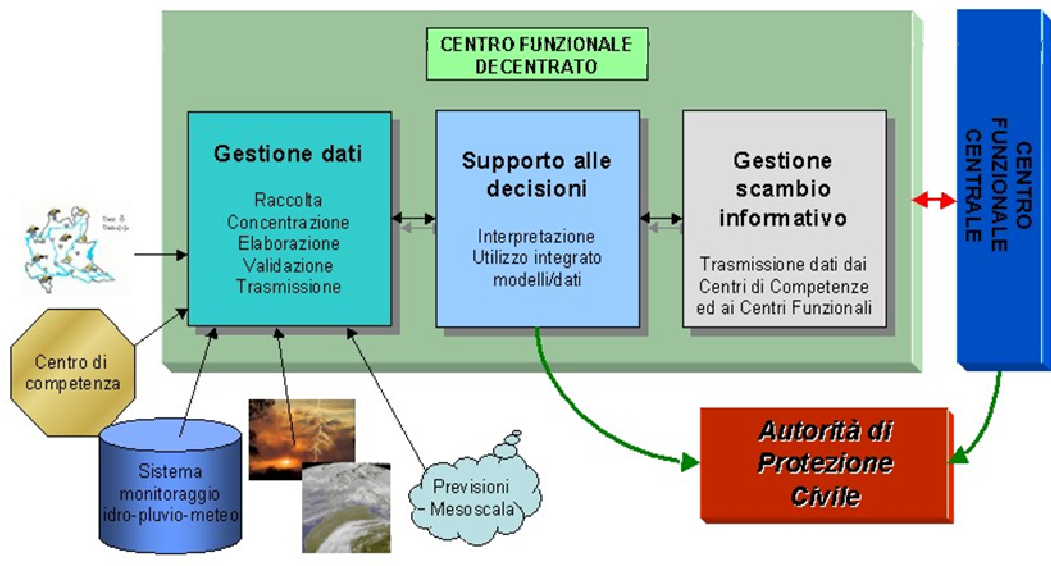 CENTRO FUNZIONALE
DECENTRATO
Gestione dati
Raccolta
Concentrazione
Elaborazione
Validazione
Trasmissione
Supporto alle
decisioni
Interpretazione
Utilizzo integrato
modelli/dati
Gestione
scambio
informativo
Trasmissione dati dai
Centri di Competenze
ed ai Centri Funzionali
CENTRO
FUNZIONALE
CENTRALE
Centro di
competenza
Sistema
monitoraggio
idro-pluvio-meteo
Previsioni
– Mesoscala
Autorità di
Protezione
Civile